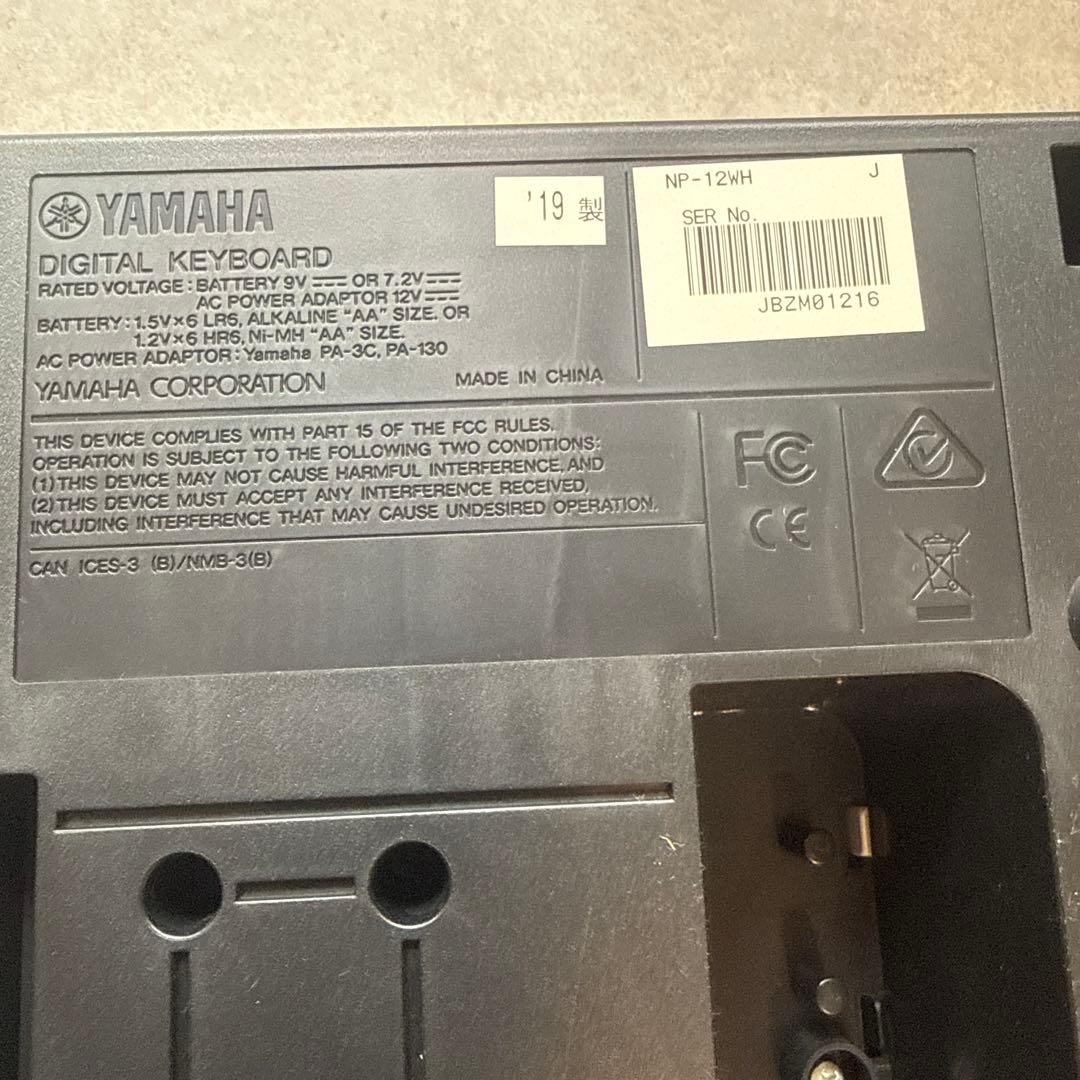 YAMAHA
DIGITAL KEYBOARD
RATED VOLTAGE : BATTERY 9V ⎓ OR 7.2V ⎓
AC POWER ADAPTOR 12V ⎓
BATTERY : 1.5V×6 LR6, ALKALINE "AA" SIZE. OR
1.2V×6 HR6, Ni-MH "AA" SIZE.
AC POWER ADAPTOR : Yamaha PA-3C, PA-130
YAMAHA CORPORATION
MADE IN CHINA
'19 製
NP-12WH J
SER No.
JBZM01216
THIS DEVICE COMPLIES WITH PART 15 OF THE FCC RULES.
OPERATION IS SUBJECT TO THE FOLLOWING TWO CONDITIONS:
(1) THIS DEVICE MAY NOT CAUSE HARMFUL INTERFERENCE, AND
(2) THIS DEVICE MUST ACCEPT ANY INTERFERENCE RECEIVED,
INCLUDING INTERFERENCE THAT MAY CAUSE UNDESIRED OPERATION.
CAN ICES-3 (B)/NMB-3(B)
FC
CE